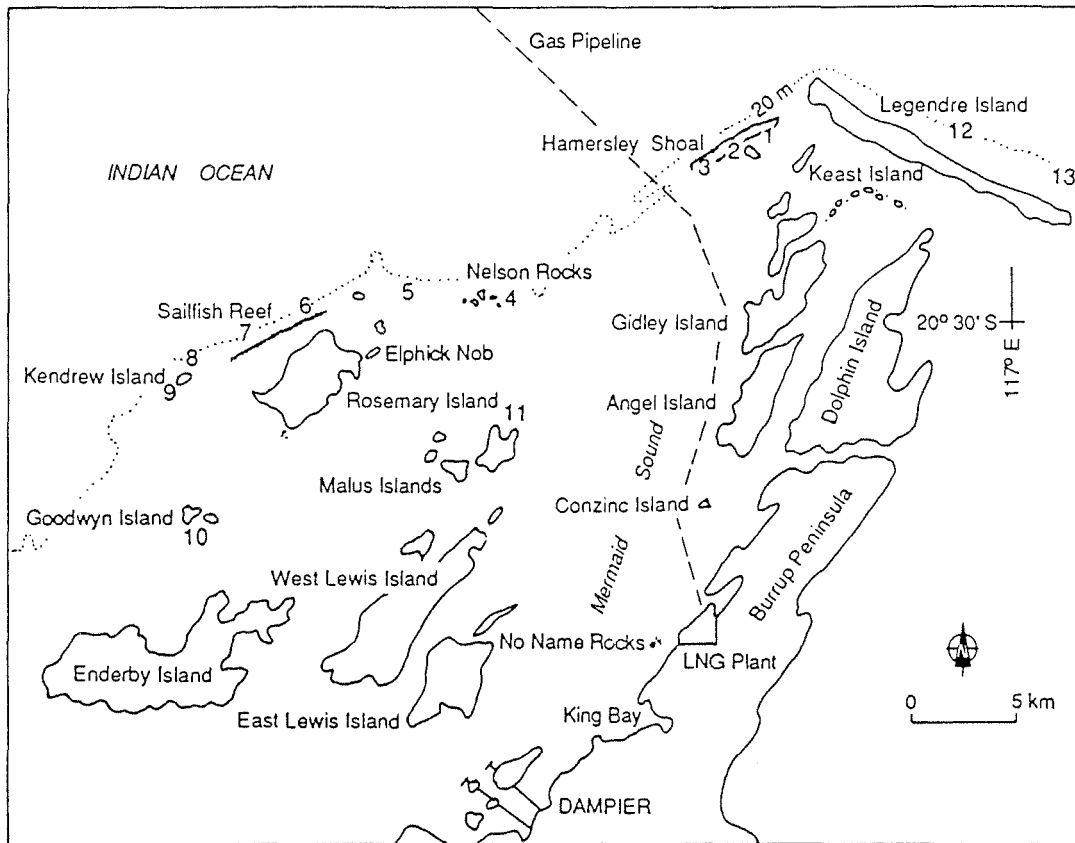 Gas Pipeline
20 m
Legendre Island
12
Hamersley Shoal
1
2
3
13
INDIAN OCEAN
Keast Island
Nelson Rocks
4
5
6
Sailfish Reef
7
8
Gidley Island
20º 30' S
117º E
Dolphin Island
Elphick Nob
Kendrew Island
9
Rosemary Island
Angel Island
11
Mermaid Sound
Malus Islands
Conzinc Island
Goodwyn Island
10
Burrup Peninsula
West Lewis Island
No Name Rocks
LNG Plant
Enderby Island
East Lewis Island
King Bay
0 5 km
DAMPIER